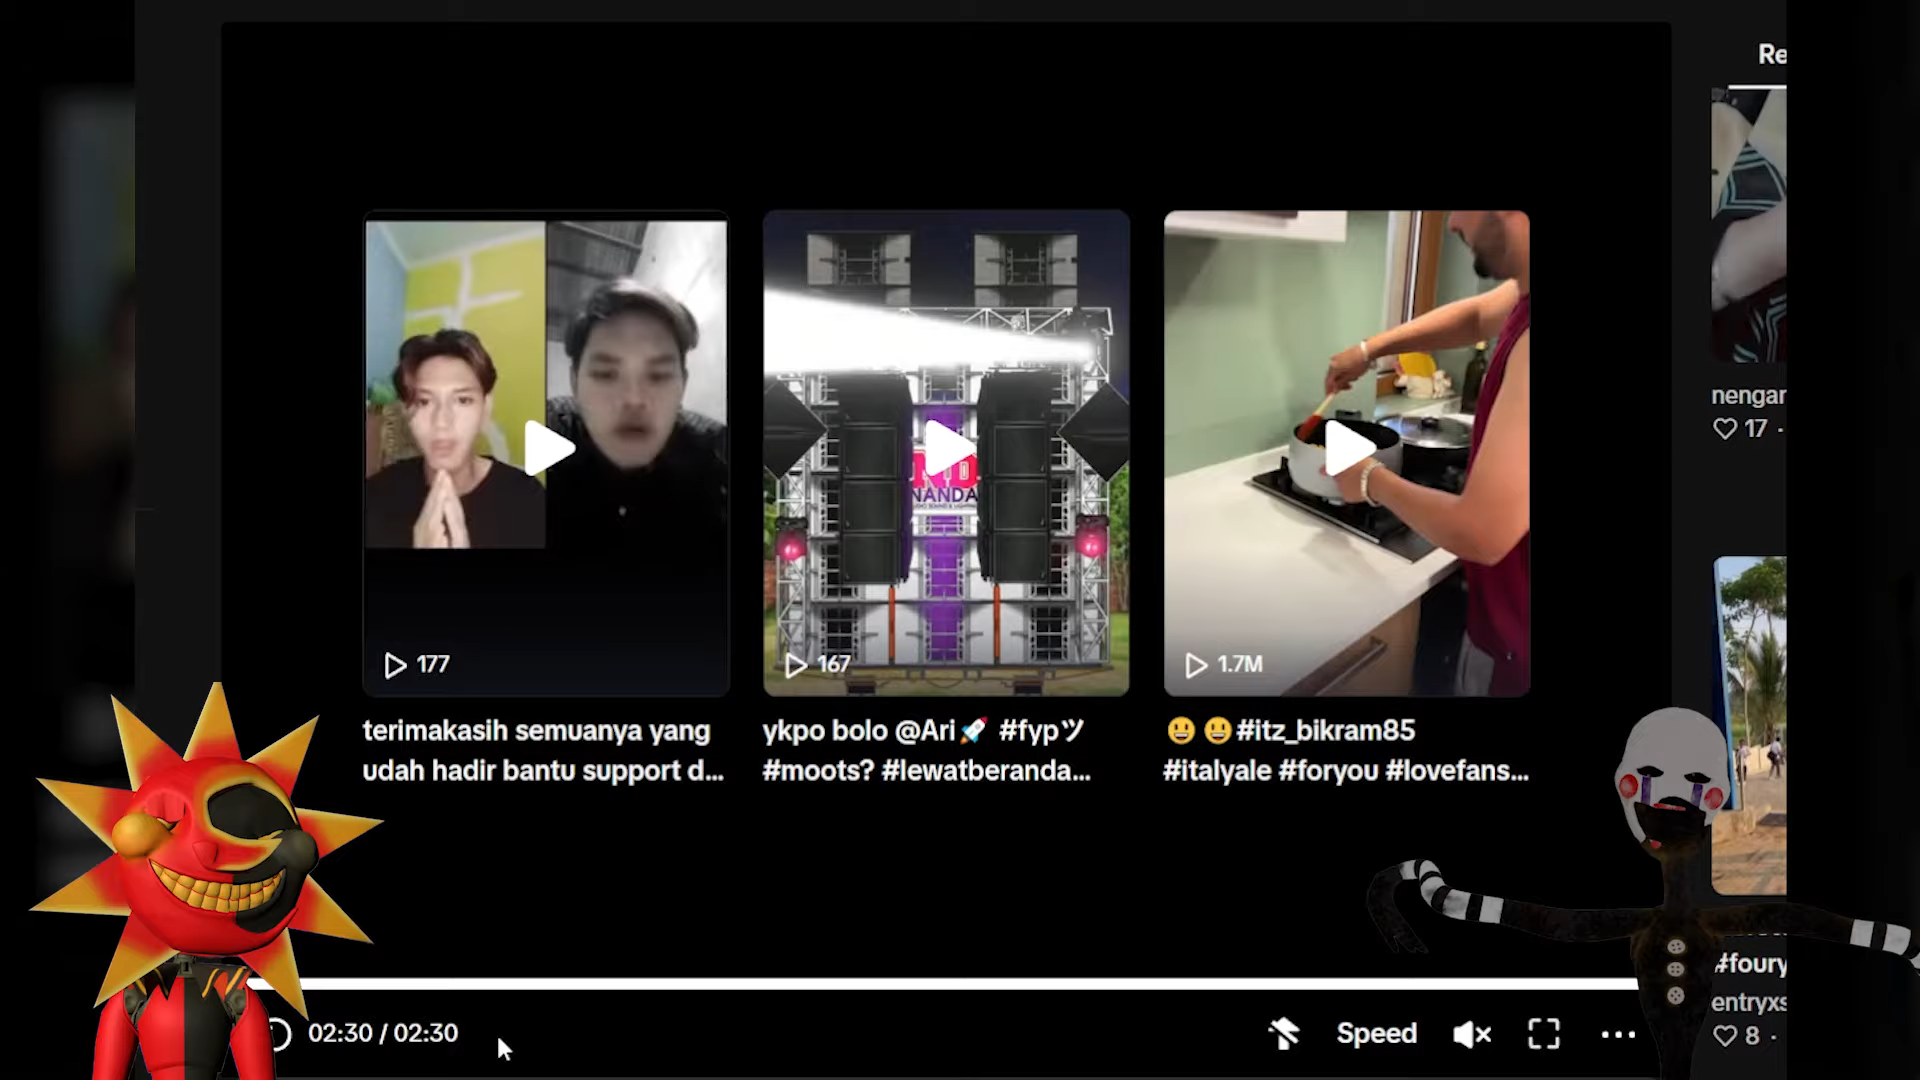 Re
NANDA
177
167
1.7M
terimakasih semuanya yang
udah hadir bantu support d...
ykpo bolo @Ari🚀 #fypツ
#moots? #lewatberanda...
😀 😀 #itz_bikram85
#italyale #foryou #lovefans...
nengar
17 ·
#foury
entryxs
8 ·
02:30 / 02:30
Speed